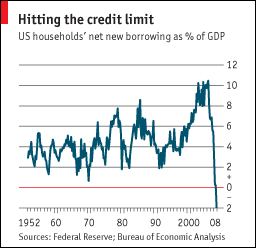 Hitting the credit limit
US households' net new borrowing as % of GDP
12
10
8
6
4
2
+
0
–
2
1952 60 70 80 90 2000 08
Sources: Federal Reserve; Bureau of Economic Analysis